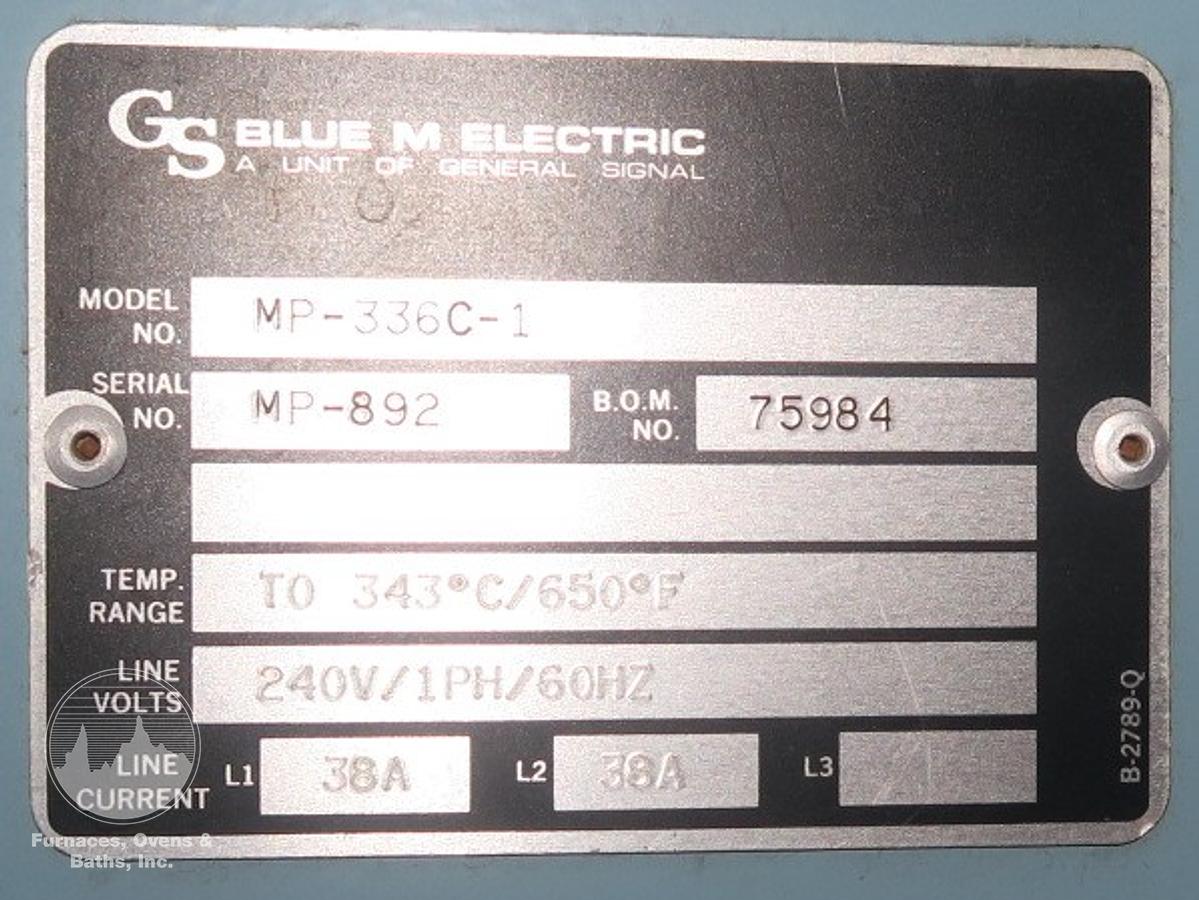 GS BLUE M ELECTRIC
A UNIT OF GENERAL SIGNAL
MODEL NO. MP-336C-1
SERIAL NO. MP-892 B.O.M. NO. 75984
TEMP. RANGE TO 343°C/650°F
LINE VOLTS 240V/1PH/60HZ
LINE CURRENT L1 38A L2 38A L3
B-2789-Q
Furnaces, Ovens &
Baths, Inc.